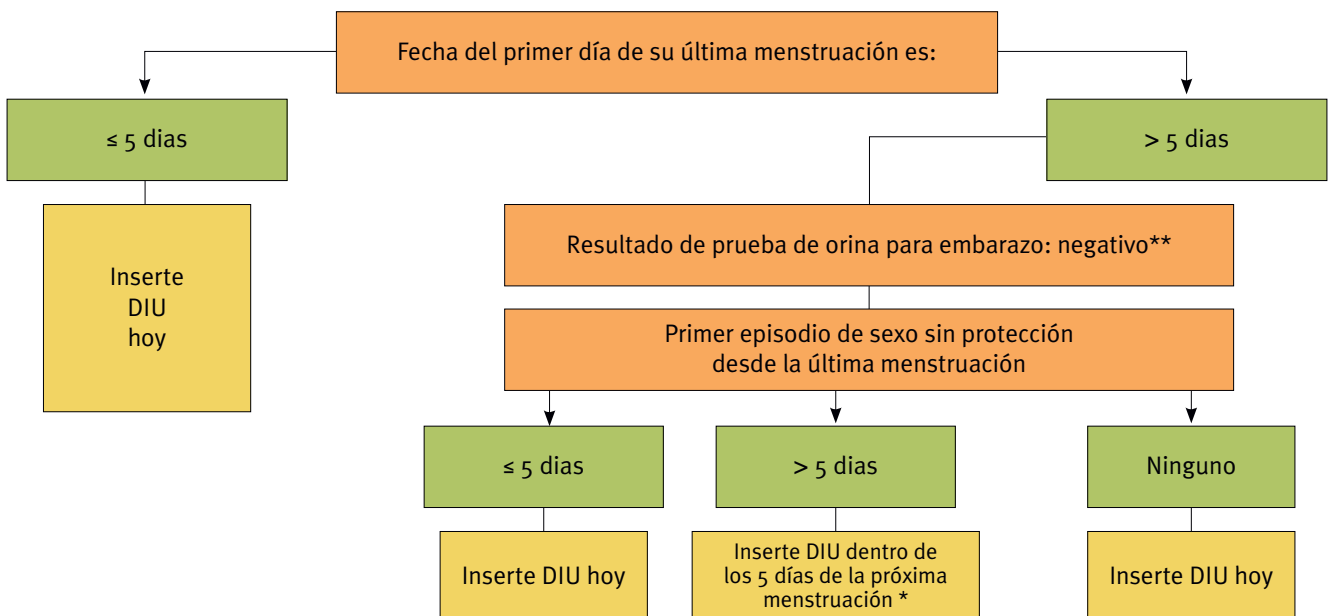 Fecha del primer día de su última menstruación es:
≤ 5 dias
> 5 dias
Inserte
DIU
hoy
Resultado de prueba de orina para embarazo: negativo**
Primer episodio de sexo sin protección
desde la última menstruación
≤ 5 dias
> 5 dias
Ninguno
Inserte DIU hoy
Inserte DIU dentro de
los 5 días de la próxima
menstruación *
Inserte DIU hoy